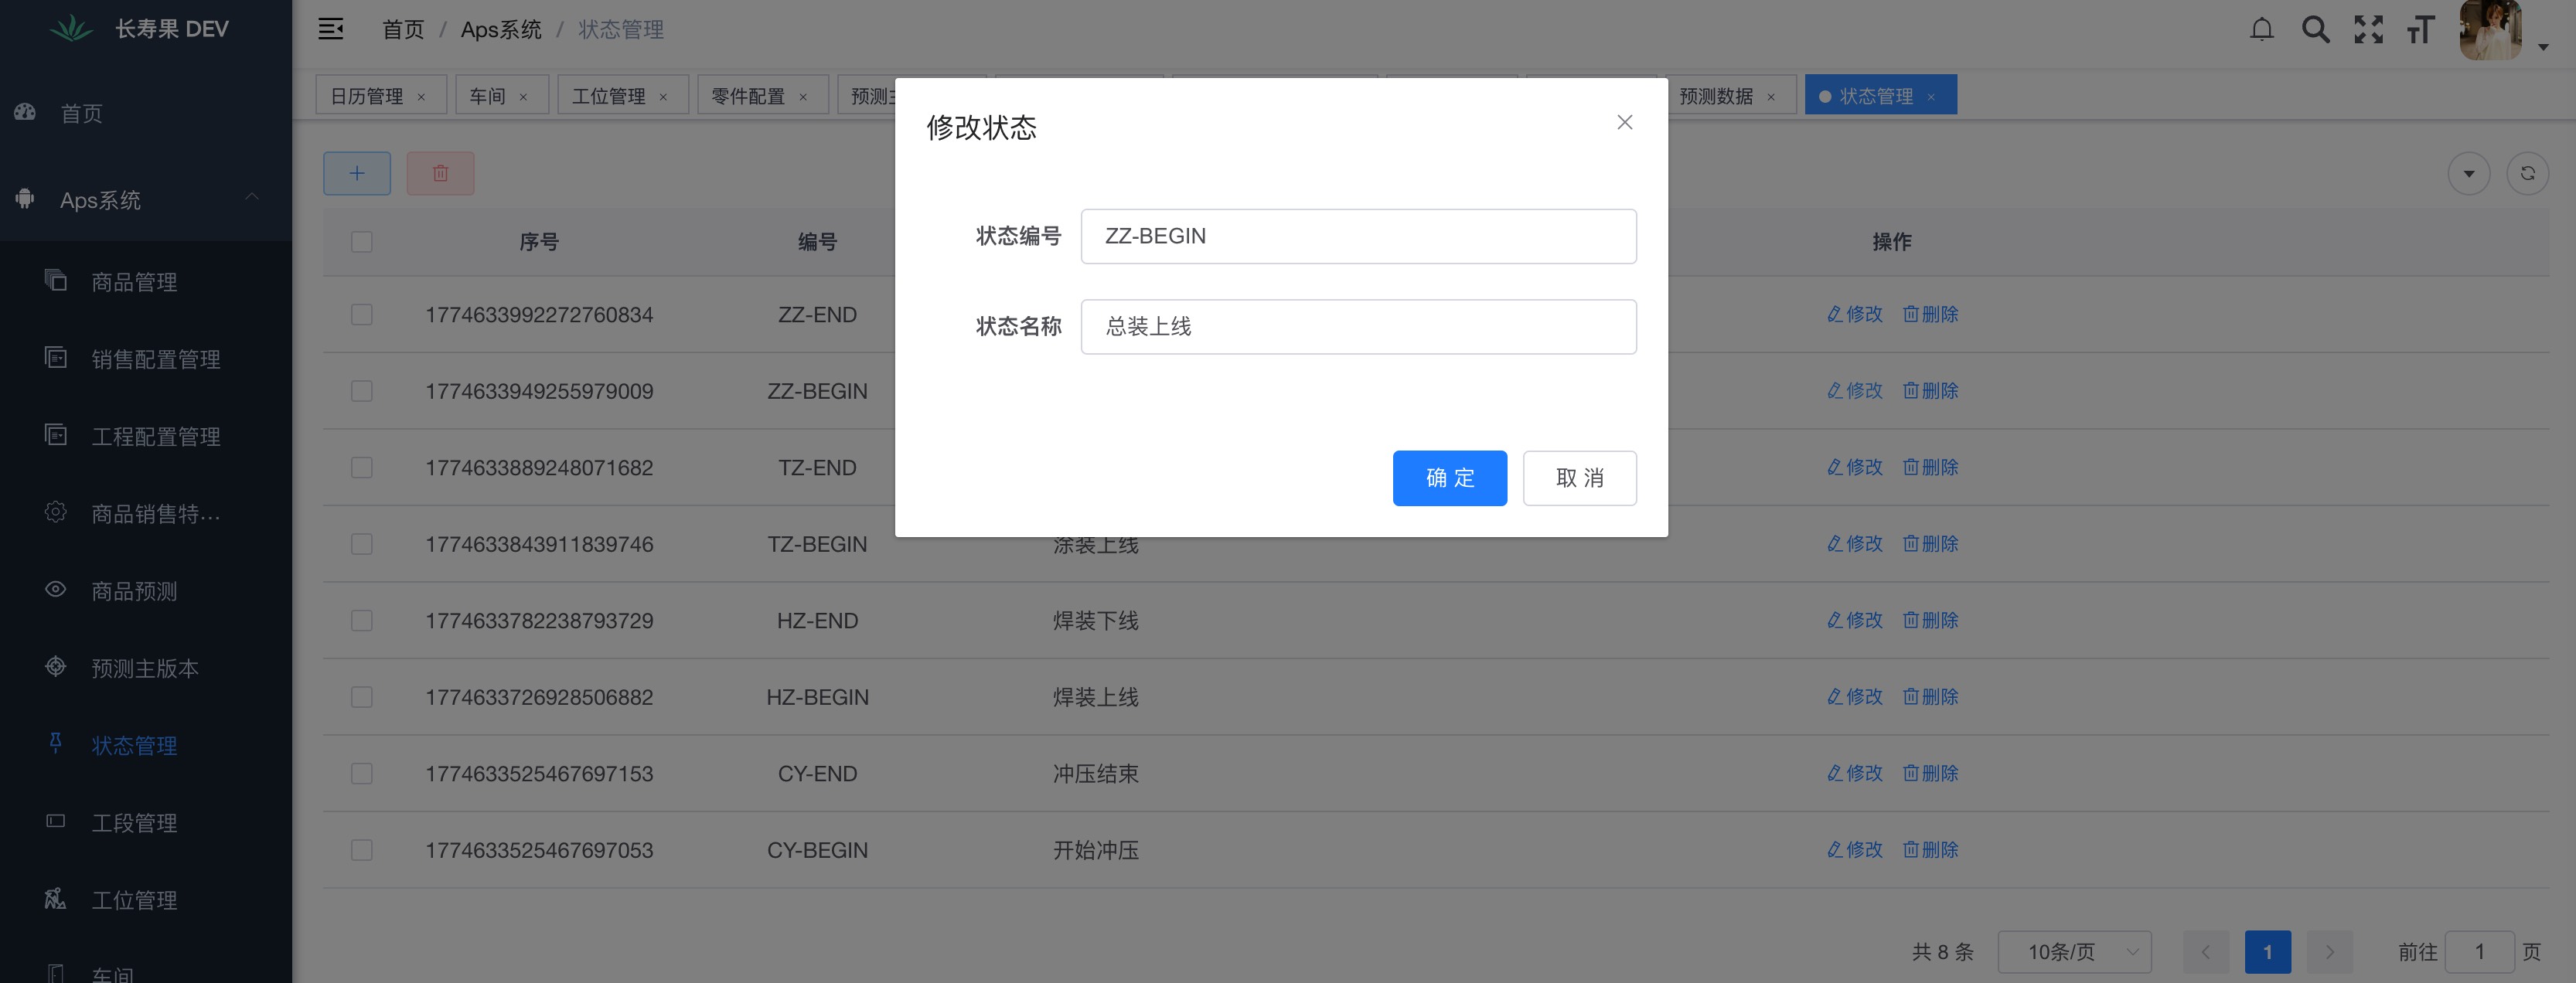 长寿果 DEV
首页 / Aps系统 / 状态管理
首页
Aps系统
商品管理
销售配置管理
工程配置管理
商品销售特…
商品预测
预测主版本
状态管理
工段管理
工位管理
车间
日历管理 × 车间 × 工位管理 × 零件配置 × 预测 预测数据 × 状态管理 ×
序号 编号 操作
1774633992272760834 ZZ-END 修改 删除
1774633949255979009 ZZ-BEGIN 修改 删除
1774633889248071682 TZ-END 修改 删除
1774633843911839746 TZ-BEGIN 涂装上线 修改 删除
1774633782238793729 HZ-END 焊装下线 修改 删除
1774633726928506882 HZ-BEGIN 焊装上线 修改 删除
1774633525467697153 CY-END 冲压结束 修改 删除
1774633525467697053 CY-BEGIN 开始冲压 修改 删除
共 8 条 10条/页 1 前往 1 页
修改状态
状态编号 ZZ-BEGIN
状态名称 总装上线
确 定 取 消